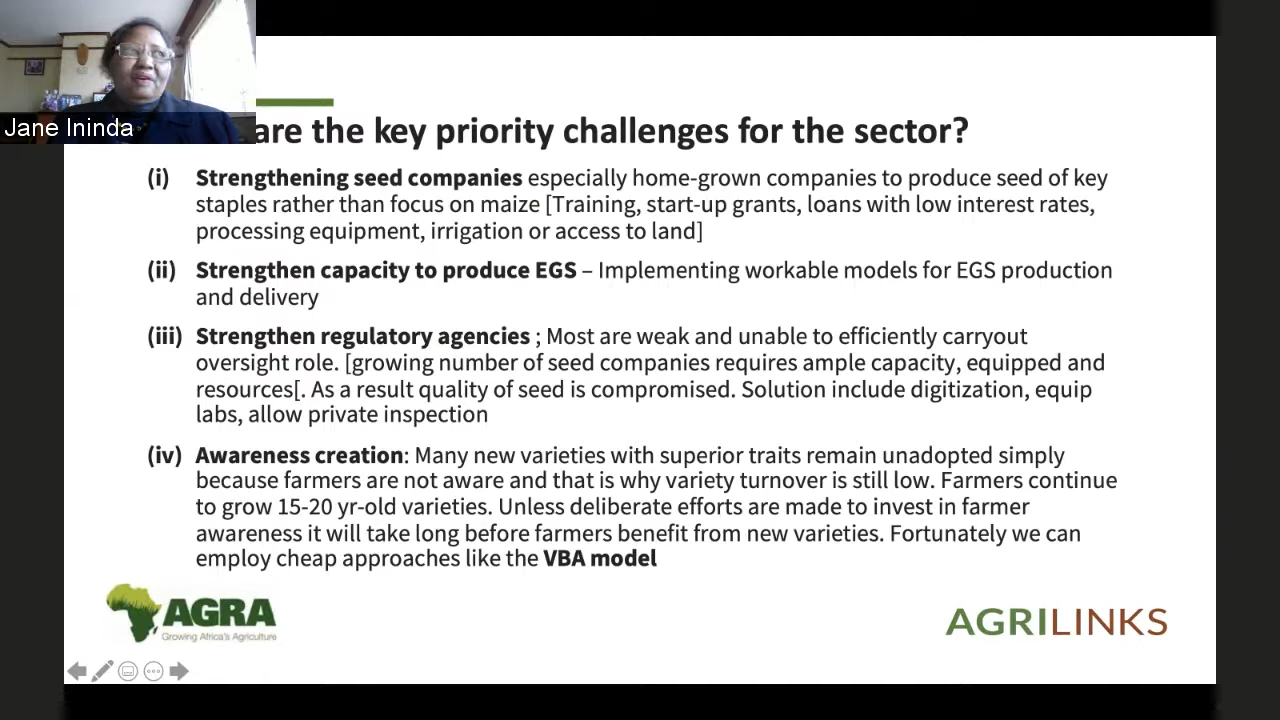 Jane Ininda
are the key priority challenges for the sector?
(i) Strengthening seed companies especially home-grown companies to produce seed of key
staples rather than focus on maize [Training, start-up grants, loans with low interest rates,
processing equipment, irrigation or access to land]
(ii) Strengthen capacity to produce EGS – Implementing workable models for EGS production
and delivery
(iii) Strengthen regulatory agencies ; Most are weak and unable to efficiently carryout
oversight role. [growing number of seed companies requires ample capacity, equipped and
resources[. As a result quality of seed is compromised. Solution include digitization, equip
labs, allow private inspection
(iv) Awareness creation: Many new varieties with superior traits remain unadopted simply
because farmers are not aware and that is why variety turnover is still low. Farmers continue
to grow 15-20 yr-old varieties. Unless deliberate efforts are made to invest in farmer
awareness it will take long before farmers benefit from new varieties. Fortunately we can
employ cheap approaches like the VBA model
AGRA
Growing Africa's Agriculture
AGRILINKS